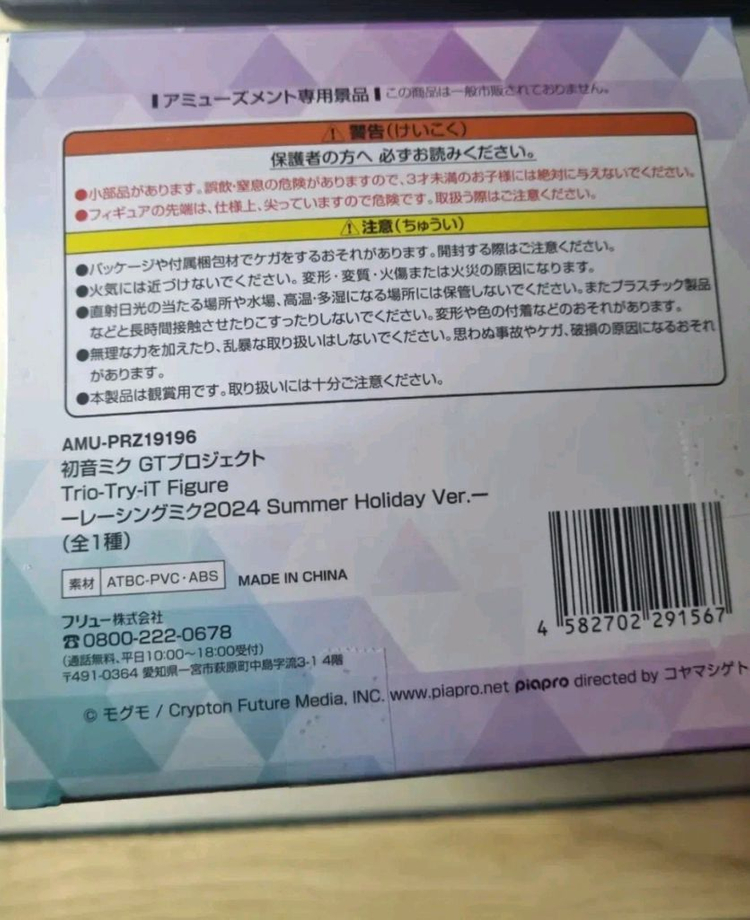 アミューズメント専用景品 この商品は一般市販されておりません。
⚠警告(けいこく)
保護者の方へ 必ずお読みください。
●小部品があります。誤飲・窒息の危険がありますので、3才未満のお子様には絶対に与えないでください。
●フィギュアの先端は、仕様上、尖っていますので危険です。取扱う際はご注意ください。
⚠注意(ちゅうい)
●パッケージや付属梱包材でケガをするおそれがあります。開封する際はご注意ください。
●火気には近づけないでください。変形・変質・火傷または火災の原因になります。
●直射日光の当たる場所や水場、高温・多湿になる場所には保管しないでください。またプラスチック製品
などと長時間接触させたりこすったりしないでください。変形や色の付着などのおそれがあります。
●無理な力を加えたり、乱暴な取り扱いはしないでください。思わぬ事故やケガ、破損の原因になるおそれ
があります。
●本製品は観賞用です。取り扱いには十分ご注意ください。
AMU-PRZ19196
初音ミク GTプロジェクト
Trio-Try-iT Figure
ーレーシングミク2024 Summer Holiday Ver.ー
(全1種)
素材 ATBC-PVC・ABS MADE IN CHINA
フリュー株式会社
☎0800-222-0678
(通話無料、平日10:00〜18:00受付)
〒491-0364 愛知県一宮市萩原町中島字流3-1 4階
4 582702 291567
© モグモ / Crypton Future Media, INC. www.piapro.net piapro directed by コヤマシゲト